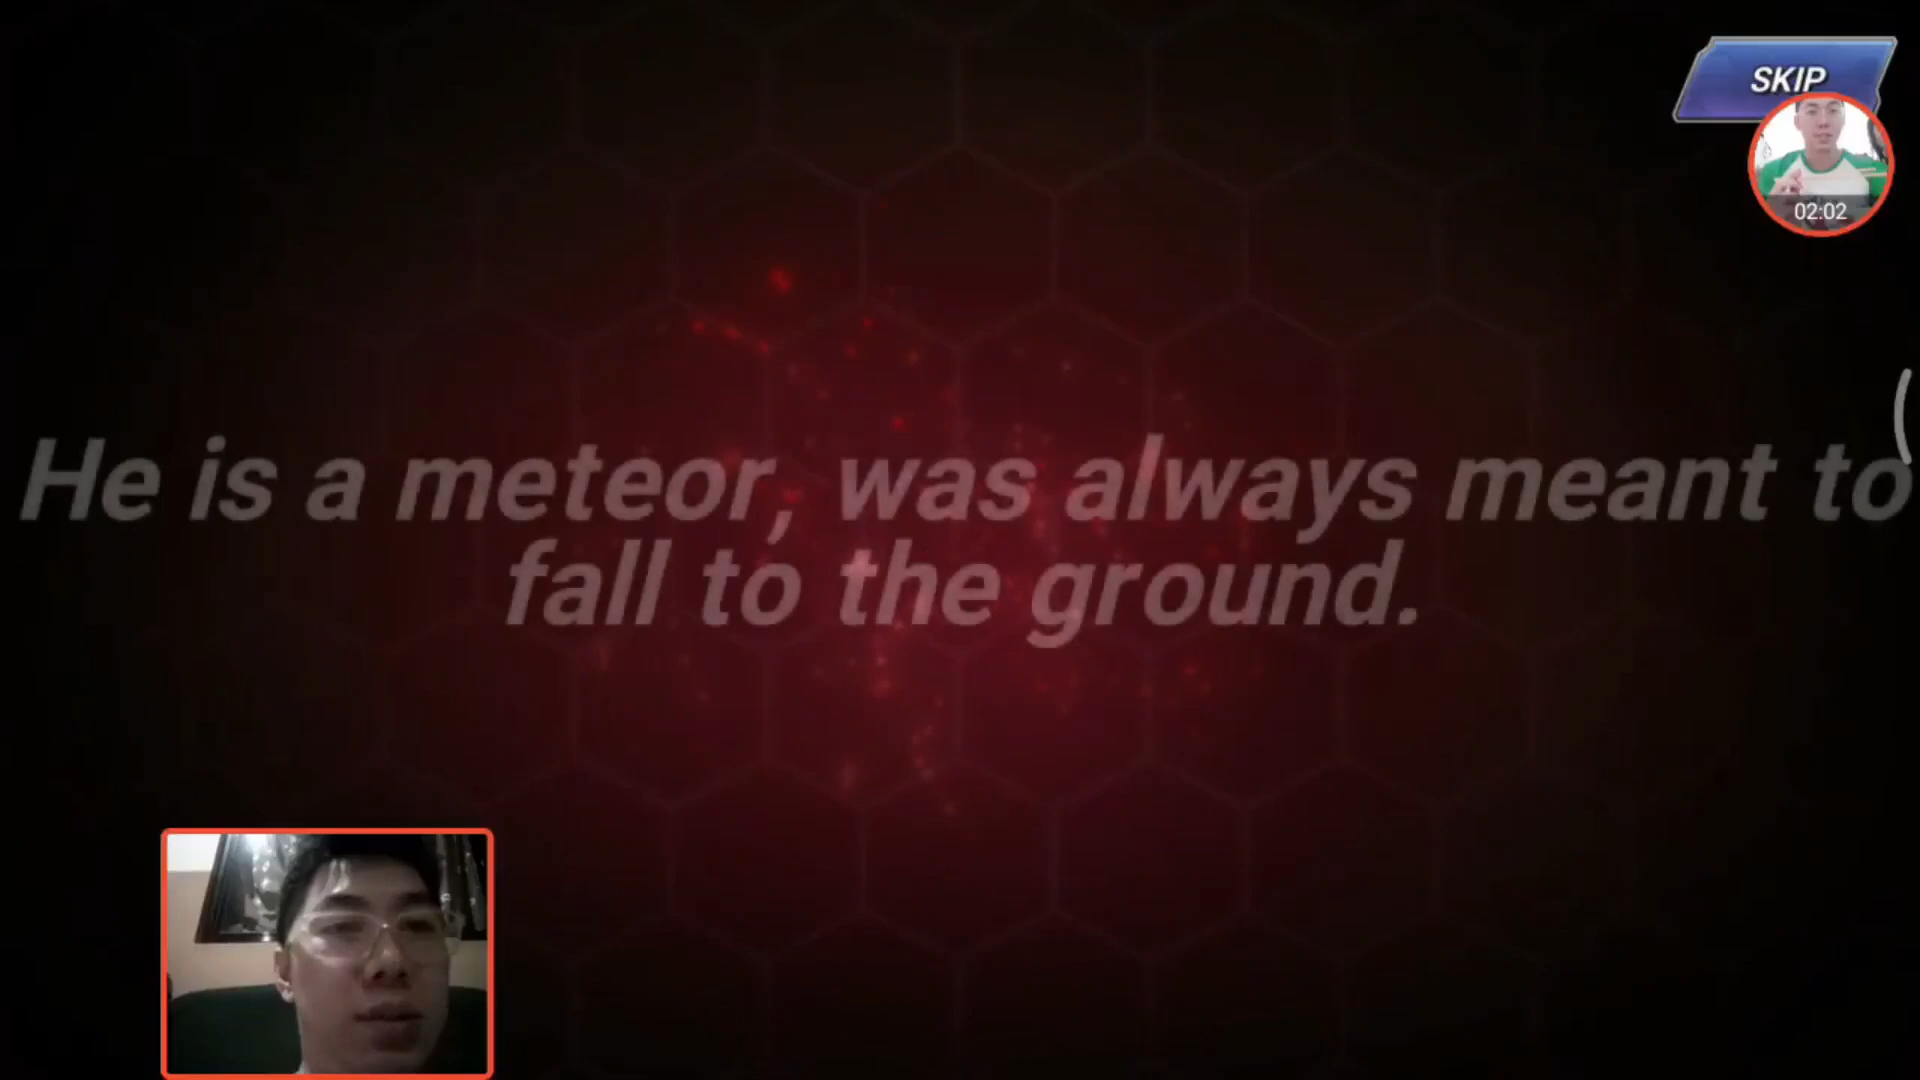 SKIP
02:02
He is a meteor, was always meant to
fall to the ground.